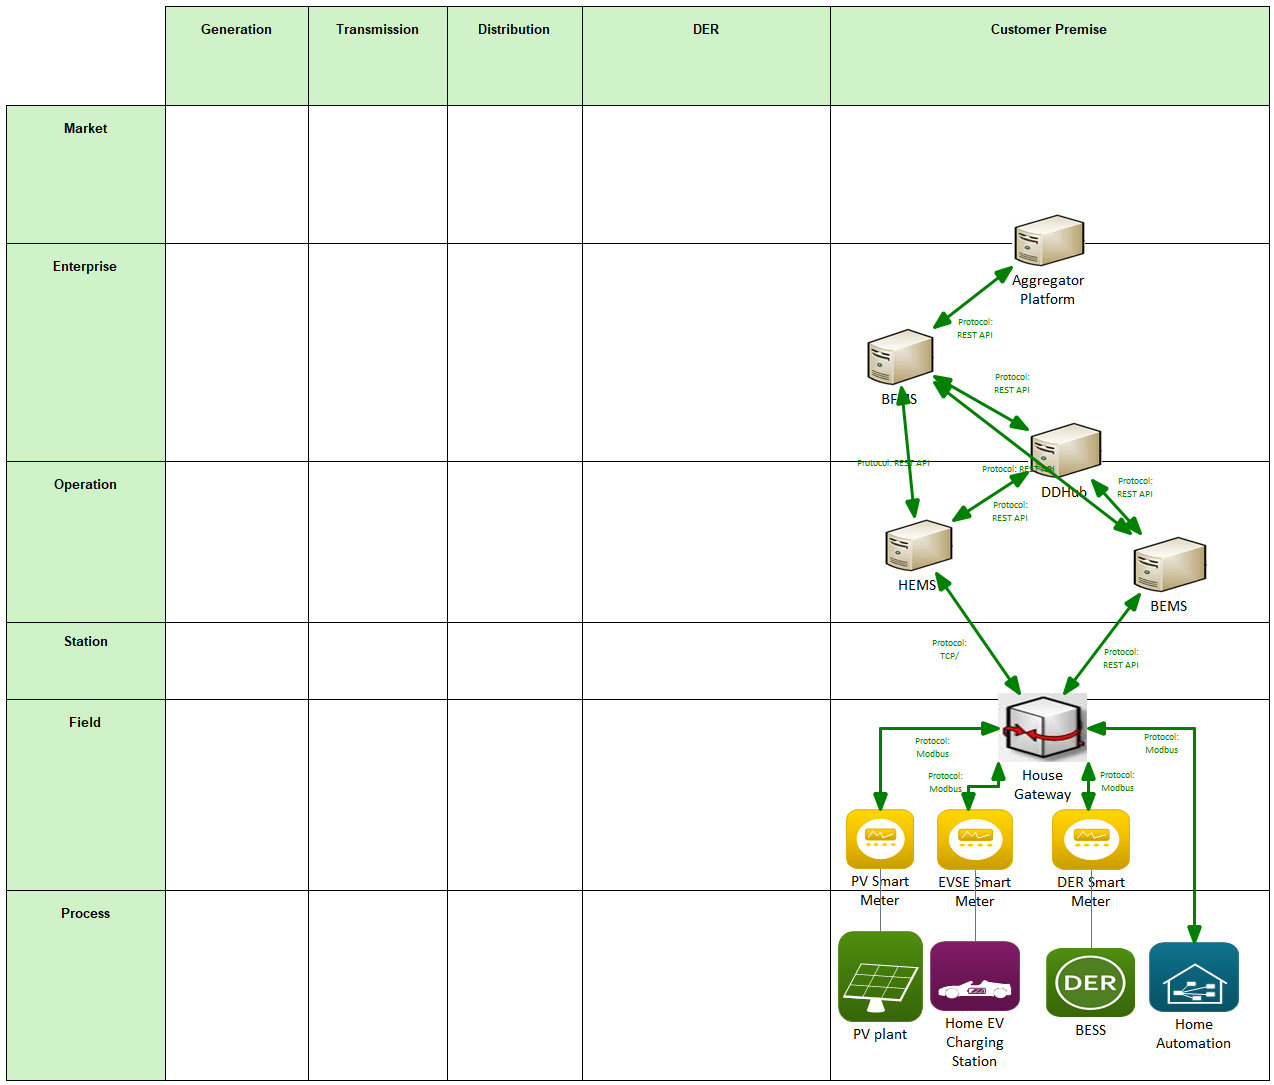 Generation
Transmission
Distribution
DER
Customer Premise
Market
Enterprise
Aggregator
Platform
Protocol:
REST API
Protocol:
REST API
Protocol: REST API
Protocol: REST API
Operation
DDHub
Protocol:
REST API
Protocol:
REST API
HEMS
BEMS
Station
Protocol:
TCP/
Protocol:
REST API
Field
Protocol:
Modbus
Protocol:
Modbus
House
Gateway
Protocol:
Modbus
Protocol:
Modbus
PV Smart
Meter
EVSE Smart
Meter
DER Smart
Meter
Process
DER
PV plant
Home EV
Charging
Station
BESS
Home
Automation